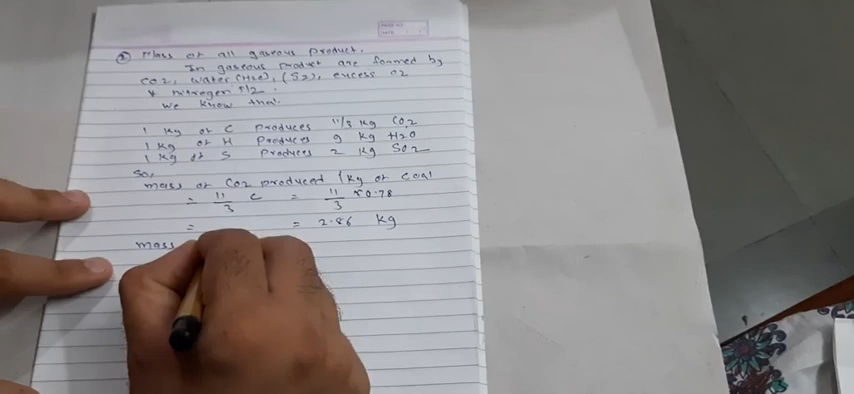 ② Mass of all gaseous product.
In gaseous product are formed by
CO2, water (H2O), (S2), excess O2
& nitrogen N2.
we know that.
1 kg of C produces 11/3 kg CO2
1 kg of H produces 9 kg H2O
1 kg of S produces 2 kg SO2
So,
mass of CO2 produced 1 kg of coal
= 11/3 C = 11/3 × 0.78
= = 2.86 kg
mass